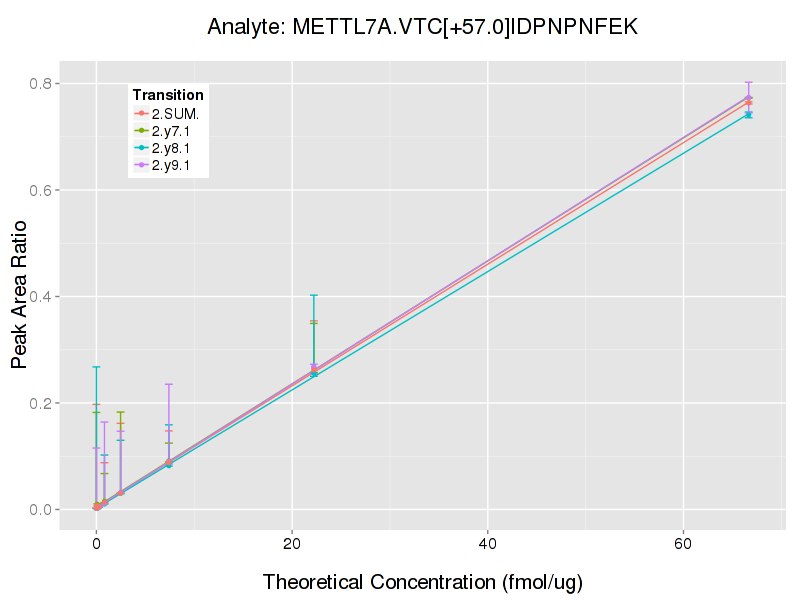 Analyte: METTL7A.VTC[+57.0]IDPNPNFEK
0.8
0.6
0.4
0.2
0.0
Peak Area Ratio
Transition
2.SUM.
2.y7.1
2.y8.1
2.y9.1
0
20
40
60
Theoretical Concentration (fmol/ug)